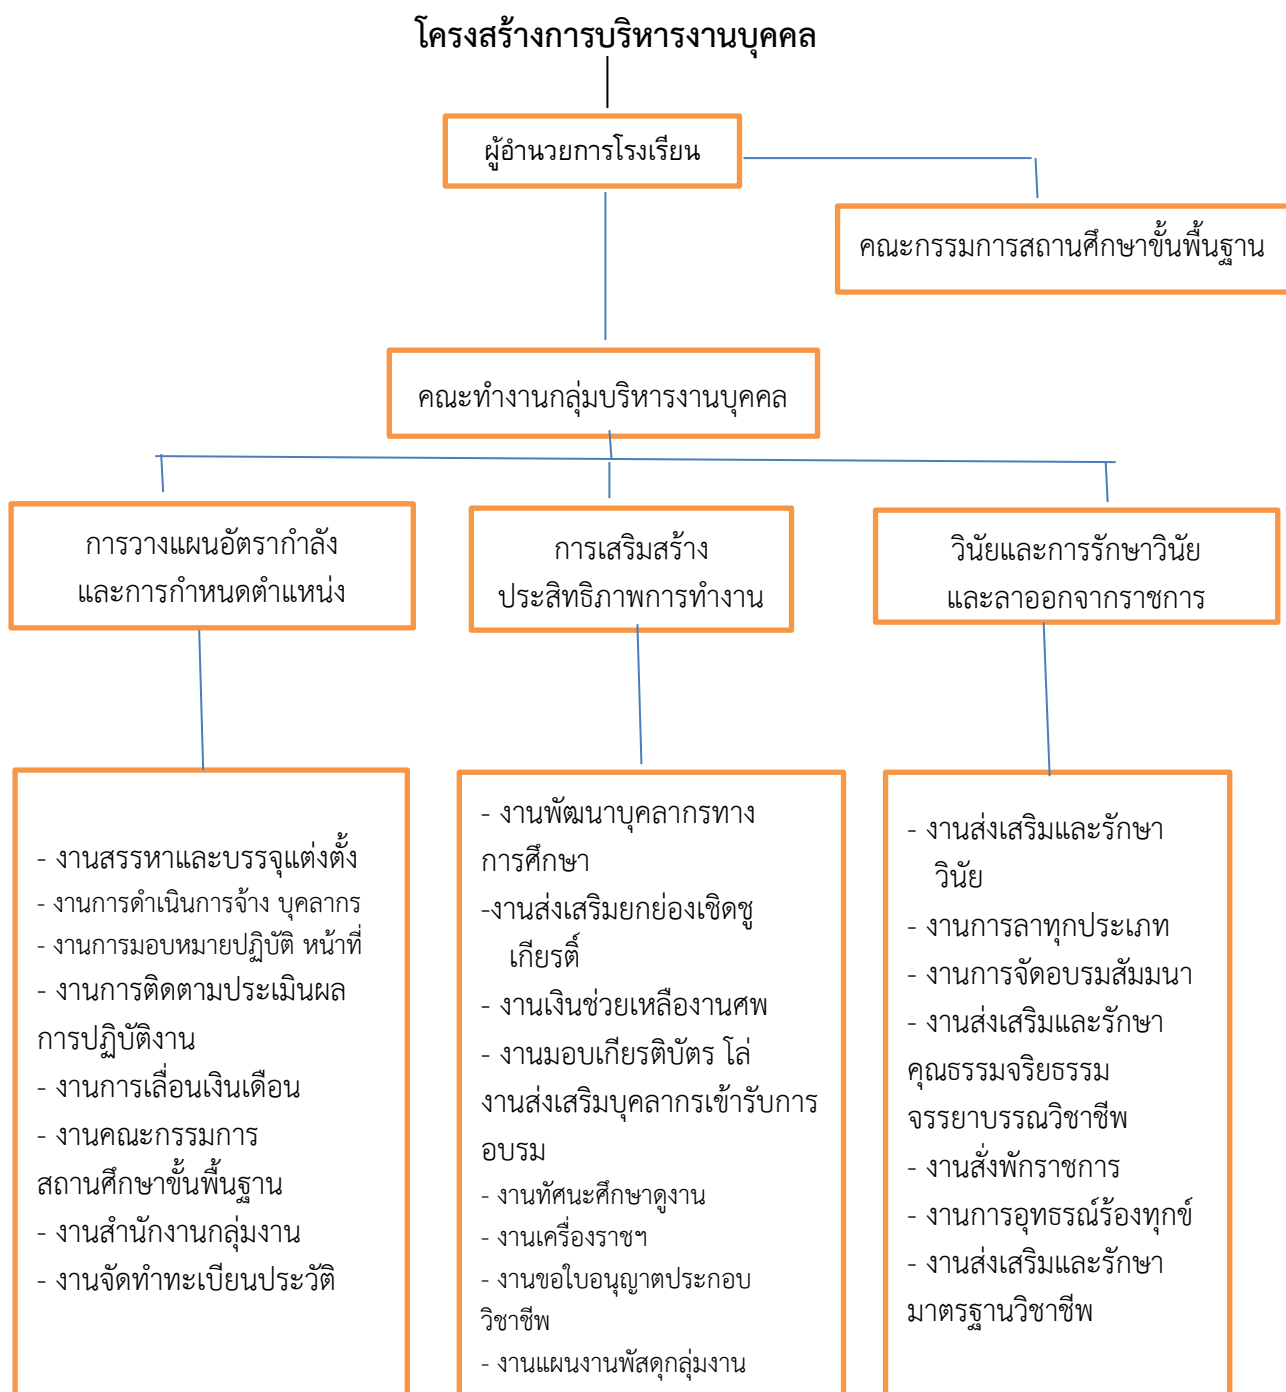 โครงสร้างการบริหารงานบุคคล
ผู้อำนวยการโรงเรียน
คณะกรรมการสถานศึกษาขั้นพื้นฐาน
คณะทำงานกลุ่มบริหารงานบุคคล
การวางแผนอัตรากำลัง
และการกำหนดตำแหน่ง
การเสริมสร้าง
ประสิทธิภาพการทำงาน
วินัยและการรักษาวินัย
และลาออกจากราชการ
- งานสรรหาและบรรจุแต่งตั้ง
- งานการดำเนินการจ้าง บุคลากร
- งานการมอบหมายปฏิบัติ หน้าที่
- งานการติดตามประเมินผล
การปฏิบัติงาน
- งานการเลื่อนเงินเดือน
- งานคณะกรรมการ
สถานศึกษาขั้นพื้นฐาน
- งานสำนักงานกลุ่มงาน
- งานจัดทำทะเบียนประวัติ
- งานพัฒนาบุคลากรทาง
การศึกษา
-งานส่งเสริมยกย่องเชิดชู
เกียรติ์
- งานเงินช่วยเหลืองานศพ
- งานมอบเกียรติบัตร โล่
งานส่งเสริมบุคลากรเข้ารับการ
อบรม
- งานทัศนะศึกษาดูงาน
- งานเครื่องราชฯ
- งานขอใบอนุญาตประกอบ
วิชาชีพ
- งานแผนงานพัสดุกลุ่มงาน
- งานส่งเสริมและรักษา
วินัย
- งานการลาทุกประเภท
- งานการจัดอบรมสัมมนา
- งานส่งเสริมและรักษา
คุณธรรมจริยธรรม
จรรยาบรรณวิชาชีพ
- งานสั่งพักราชการ
- งานการอุทธรณ์ร้องทุกข์
- งานส่งเสริมและรักษา
มาตรฐานวิชาชีพ